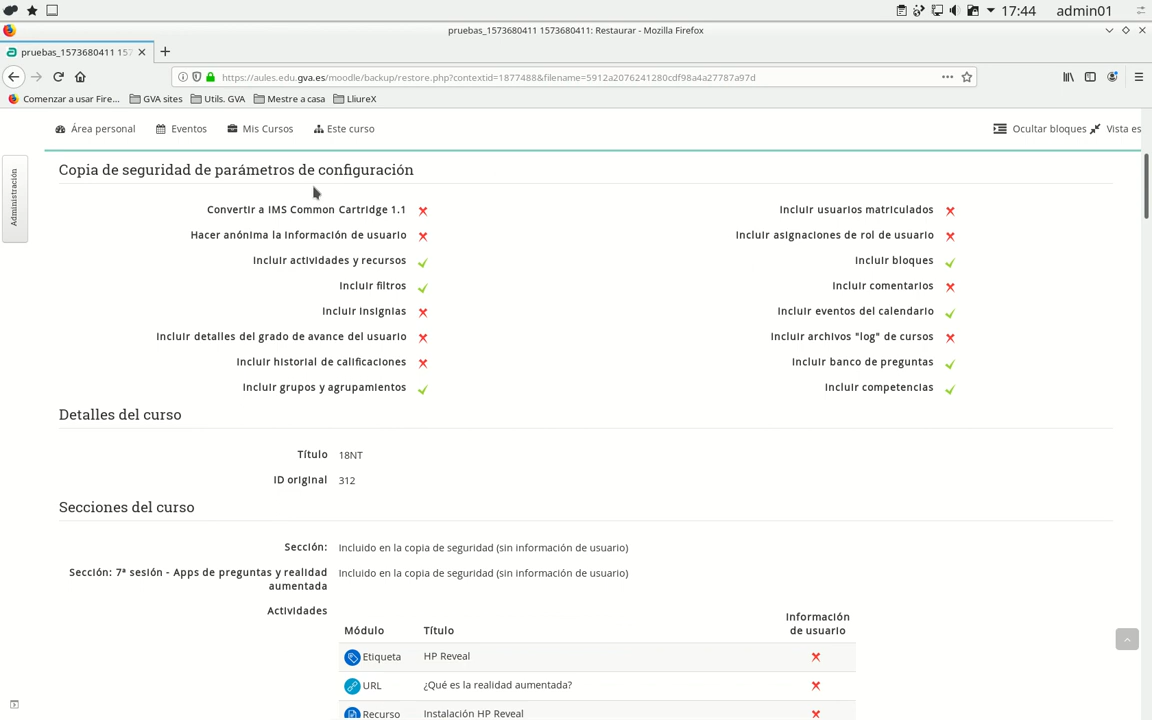 17:44 admin01
pruebas_1573680411 1573680411: Restaurar - Mozilla Firefox
pruebas_1573680411 157
https://aules.edu.gva.es/moodle/backup/restore.php?contextid=1877488&filename=5912a2076241280cdf98a4a27787a97d
Comenzar a usar Fire... GVA sites Utils. GVA Mestre a casa LliureX
Área personal Eventos Mis Cursos Este curso Ocultar bloques Vista es
Administración
Copia de seguridad de parámetros de configuración
Convertir a IMS Common Cartridge 1.1 Incluir usuarios matriculados
Hacer anónima la información de usuario Incluir asignaciones de rol de usuario
Incluir actividades y recursos Incluir bloques
Incluir filtros Incluir comentarios
Incluir insignias Incluir eventos del calendario
Incluir detalles del grado de avance del usuario Incluir archivos "log" de cursos
Incluir historial de calificaciones Incluir banco de preguntas
Incluir grupos y agrupamientos Incluir competencias
Detalles del curso
Título 18NT
ID original 312
Secciones del curso
Sección: Incluido en la copia de seguridad (sin información de usuario)
Sección: 7ª sesión - Apps de preguntas y realidad Incluido en la copia de seguridad (sin información de usuario)
aumentada
Actividades
Información
Módulo Título de usuario
Etiqueta HP Reveal
URL ¿Qué es la realidad aumentada?
Recurso Instalación HP Reveal